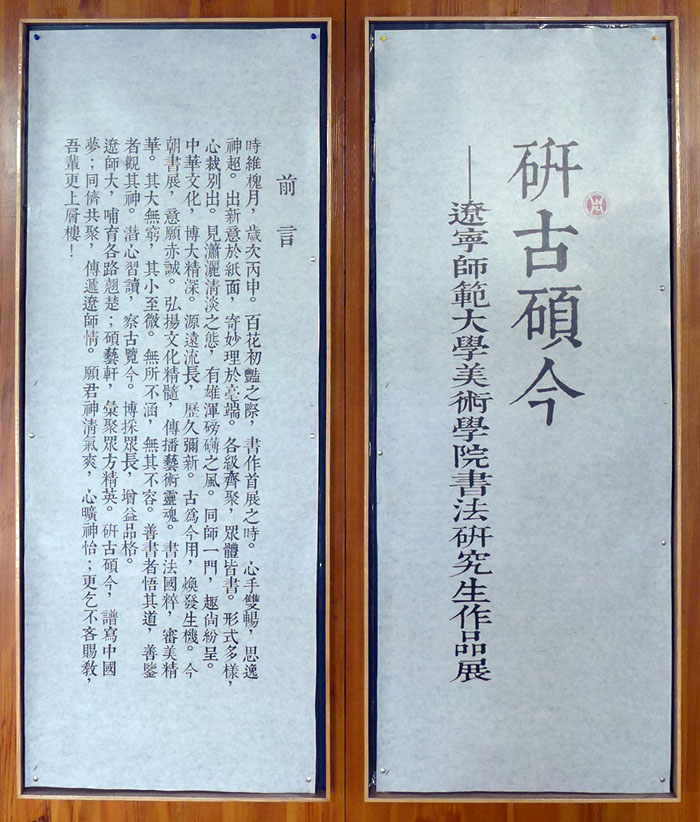 硏古碩今
——遼寧師範大學美術學院書法硏究生作品展
前言
時維槐月，歲次丙申。百花初豔之際，書作首展之時。心手雙暢，思逸
神超。出新意於紙面，寄妙理於毫端。各級齊聚，眾體皆書。形式多樣，
心裁別出。見瀟灑清淡之態，有雄渾磅礴之風。同師一門，趣尚紛呈。
中華文化，博大精深。源遠流長，歷久彌新。古爲今用，煥發生機。今
朝書展，意願赤誠。弘揚文化精髓，傳播藝術靈魂。書法國粹，審美精
華。其大無窮，其小至微。無所不涵，無其不容。善書者悟其道，善鑒
者觀其神。潛心習讀，察古覽今。博採眾長，增益品格。
遼師大，哺育各路翹楚；碩藝軒，彙聚眾方精英。硏古碩今，譜寫中國
夢；同儕共聚，傳遞遼師情。願君神清氣爽，心曠神怡；更乞不吝賜教，
吾輩更上層樓！